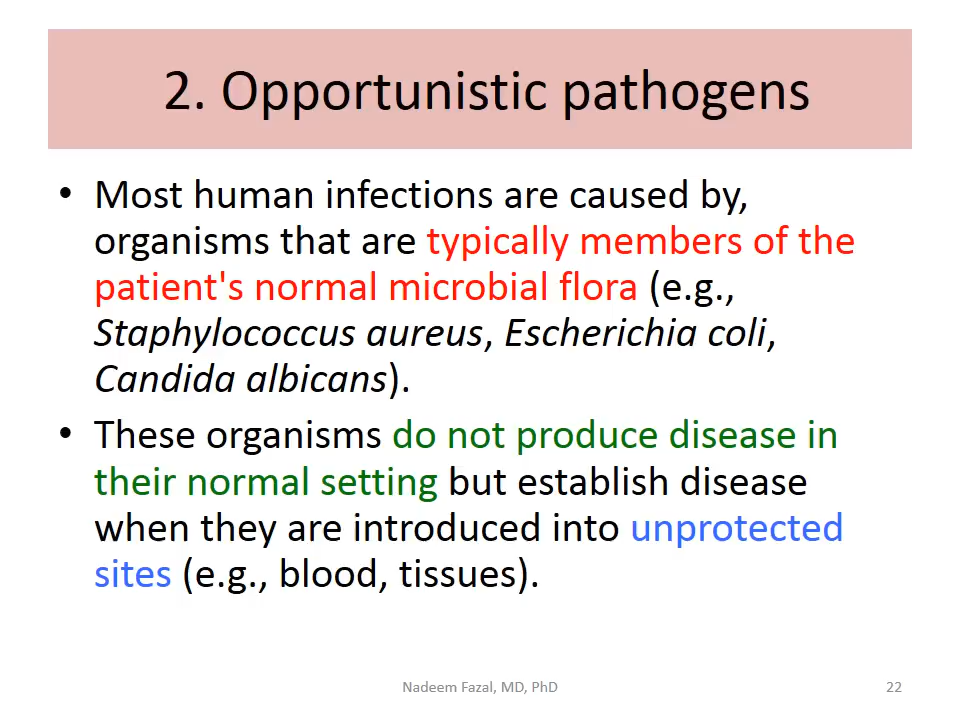 2. Opportunistic pathogens
• Most human infections are caused by,
organisms that are typically members of the
patient's normal microbial flora (e.g.,
Staphylococcus aureus, Escherichia coli,
Candida albicans).
• These organisms do not produce disease in
their normal setting but establish disease
when they are introduced into unprotected
sites (e.g., blood, tissues).
Nadeem Fazal, MD, PhD
22